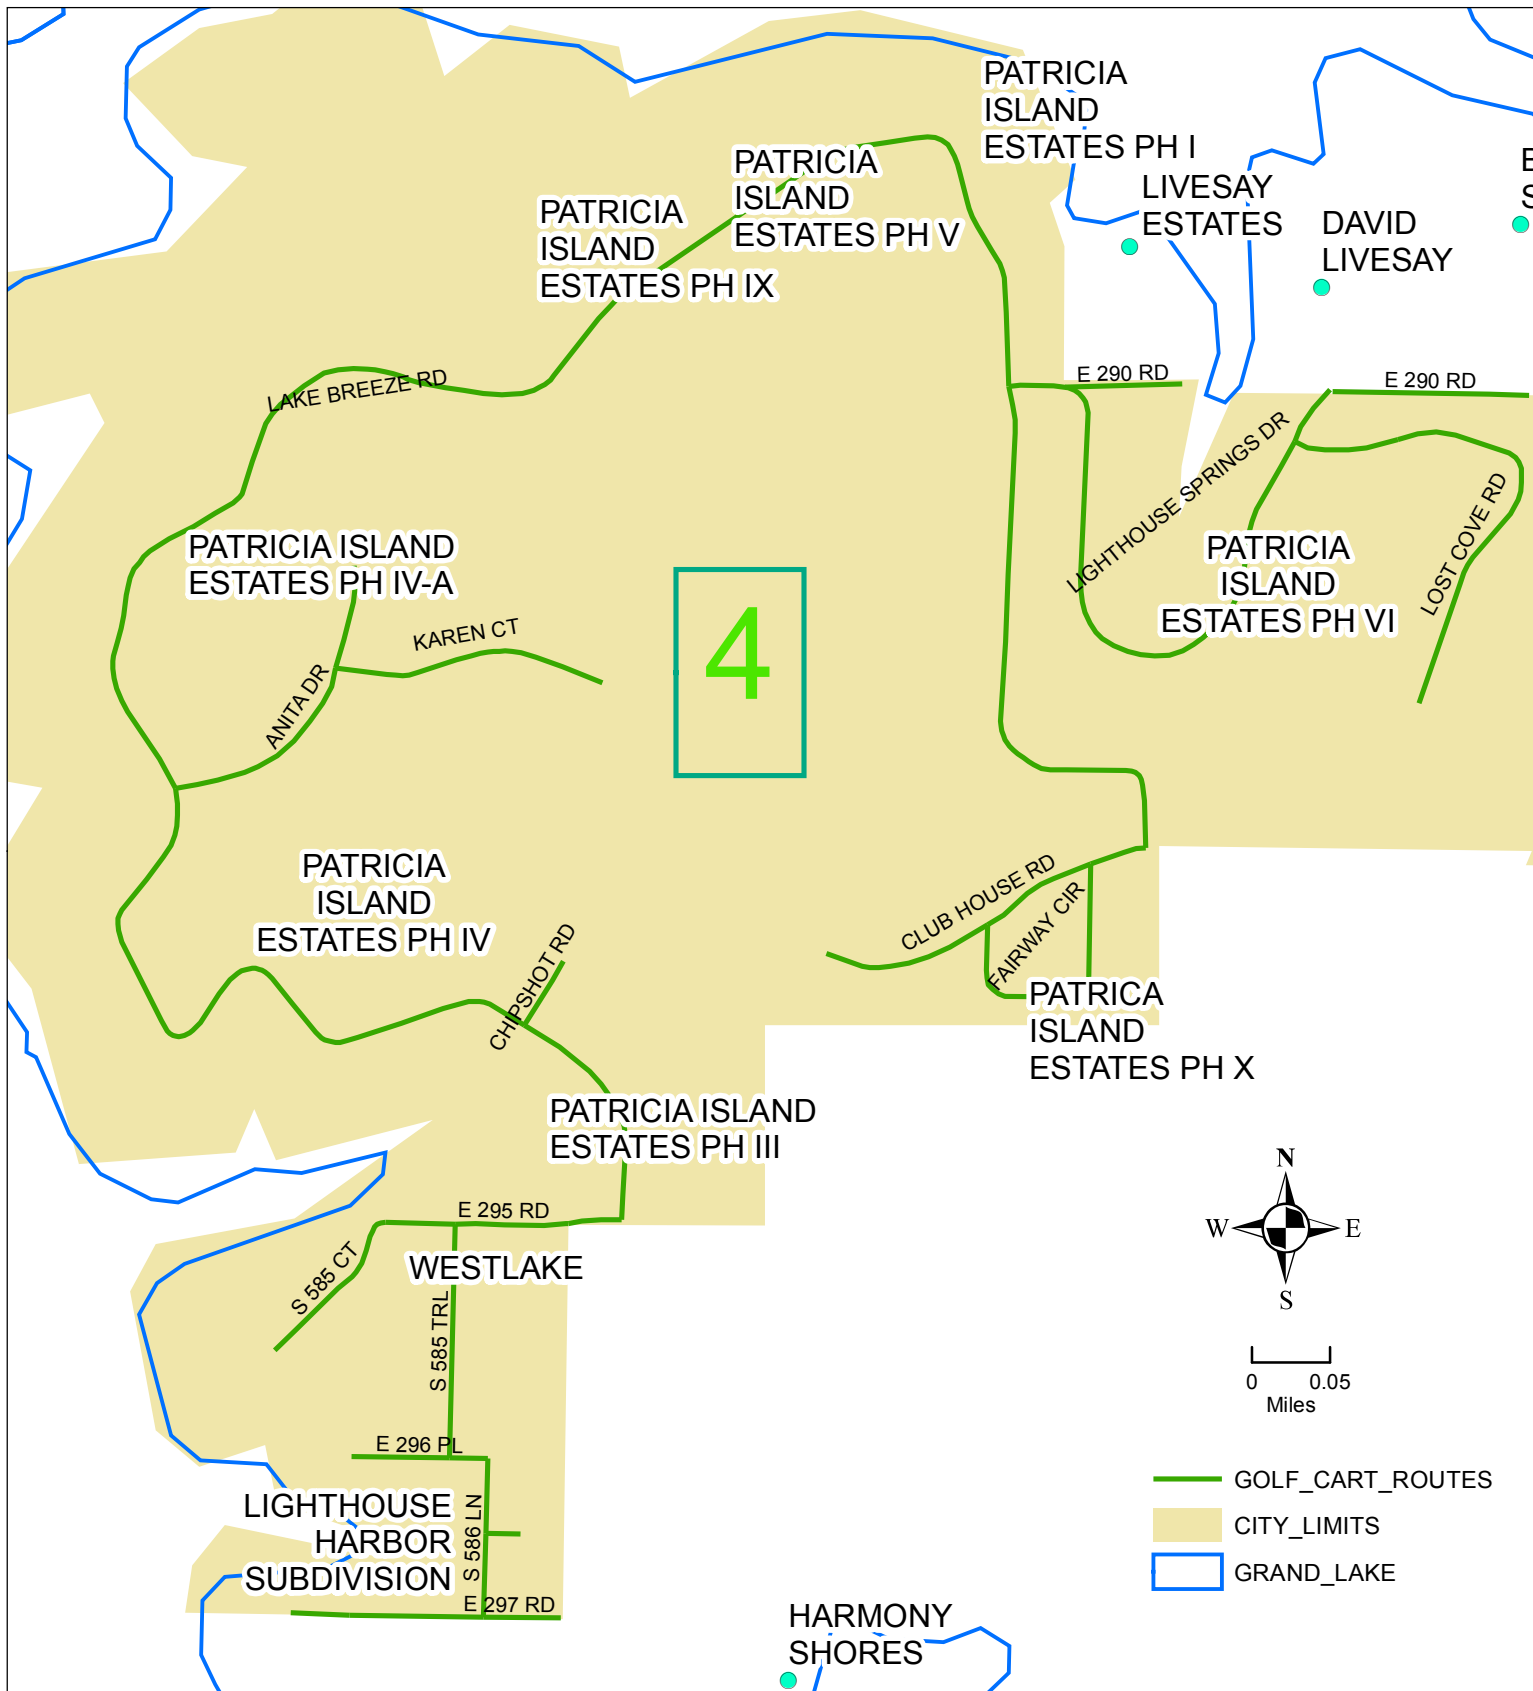 PATRICIA
ISLAND
ESTATES PH I
PATRICIA
ISLAND
ESTATES PH V
LIVESAY
ESTATES
E
S
DAVID
LIVESAY
PATRICIA
ISLAND
ESTATES PH IX
LAKE BREEZE RD
E 290 RD
E 290 RD
LIGHTHOUSE SPRINGS DR
LOST COVE RD
PATRICIA ISLAND
ESTATES PH IV-A
PATRICIA
ISLAND
ESTATES PH VI
KAREN CT
ANITA DR
4
PATRICIA
ISLAND
ESTATES PH IV
CLUB HOUSE RD
FAIRWAY CIR
CHIPSHOT RD
PATRICA
ISLAND
ESTATES PH X
PATRICIA ISLAND
ESTATES PH III
E 295 RD
S 585 CT
WESTLAKE
S 585 TRL
E 296 PL
LIGHTHOUSE
HARBOR
SUBDIVISION
S 586 LN
E 297 RD
HARMONY
SHORES
N
W
E
S
0
0.05
Miles
GOLF_CART_ROUTES
CITY_LIMITS
GRAND_LAKE